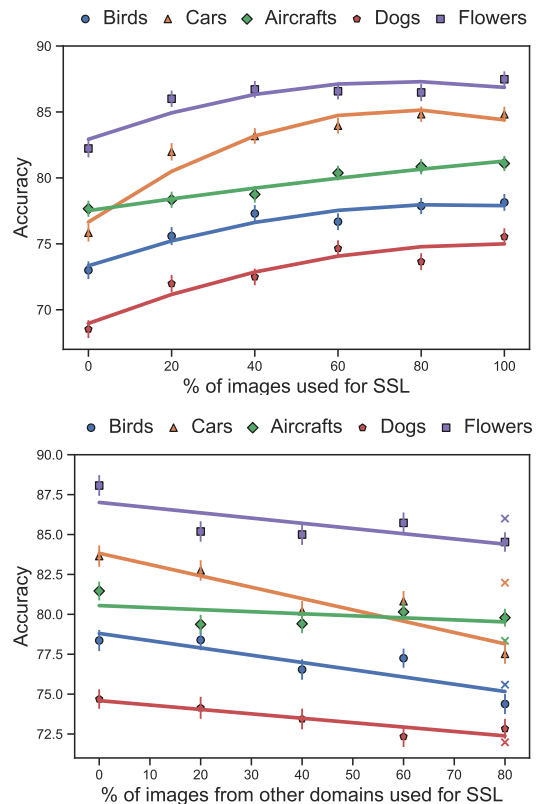 Birds Cars Aircrafts Dogs Flowers
90
85
80
75
70
Accuracy
0 20 40 60 80 100
% of images used for SSL
Birds Cars Aircrafts Dogs Flowers
90.0
87.5
85.0
82.5
80.0
77.5
75.0
72.5
Accuracy
0 10 20 30 40 50 60 70 80
% of images from other domains used for SSL